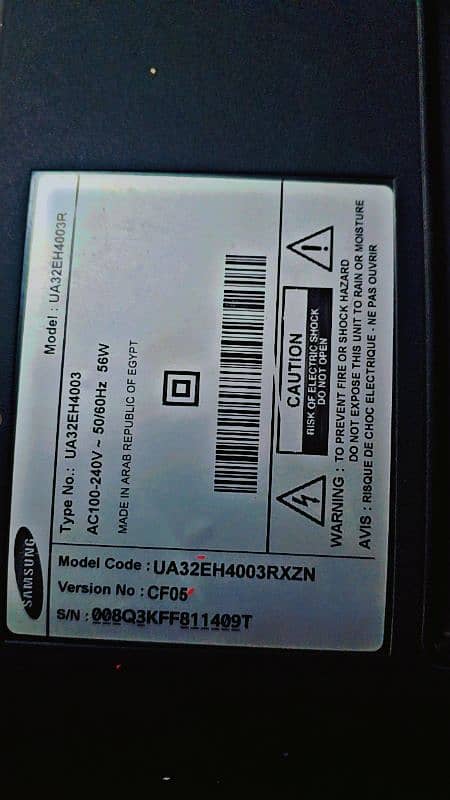 SAMSUNG
Model : UA32EH4003R
Type No.: UA32EH4003
AC100-240V ~ 50/60Hz 56W
MADE IN ARAB REPUBLIC OF EGYPT
CAUTION
RISK OF ELECTRIC SHOCK
DO NOT OPEN
WARNING : TO PREVENT FIRE OR SHOCK HAZARD
DO NOT EXPOSE THIS UNIT TO RAIN OR MOISTURE
AVIS : RISQUE DE CHOC ELECTRIQUE - NE PAS OUVRIR
Model Code : UA32EH4003RXZN
Version No : CF05
S/N : 008Q3KFF811409T